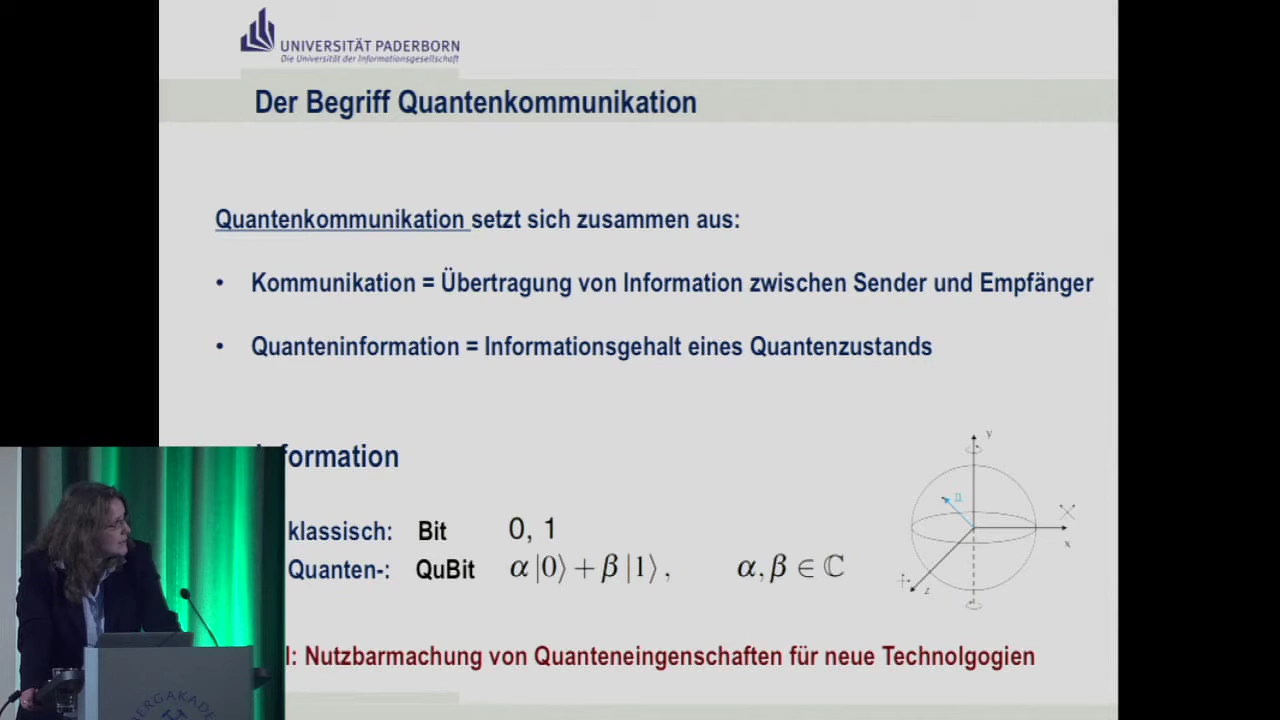 UNIVERSITÄT PADERBORN
Die Universität der Informationsgesellschaft
Der Begriff Quantenkommunikation
Quantenkommunikation setzt sich zusammen aus:
• Kommunikation = Übertragung von Information zwischen Sender und Empfänger
• Quanteninformation = Informationsgehalt eines Quantenzustands
formation
klassisch: Bit 0, 1
Quanten-: QuBit α|0⟩ + β|1⟩, α, β ∈ ℂ
y
x
z
l: Nutzbarmachung von Quanteneingenschaften für neue Technolgogien